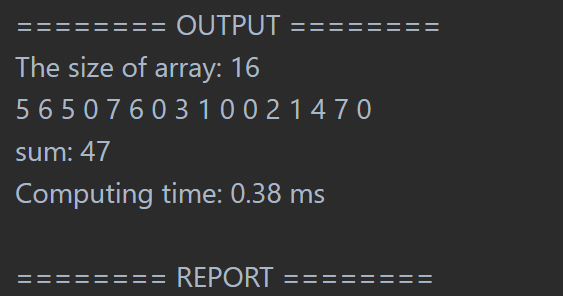 ======== OUTPUT ========
The size of array: 16
5 6 5 0 7 6 0 3 1 0 0 2 1 4 7 0
sum: 47
Computing time: 0.38 ms
======== REPORT ========